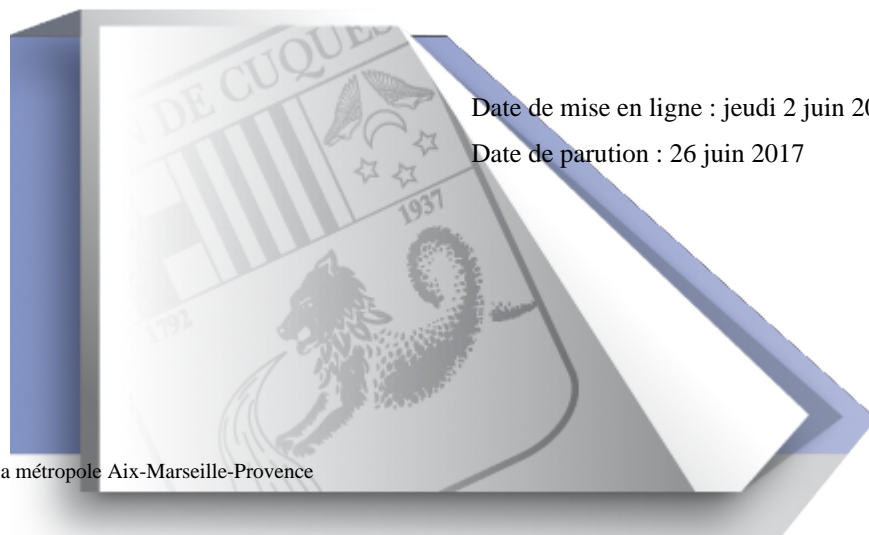 N DE CUQUES
Date de mise en ligne : jeudi 2 juin 20
Date de parution : 26 juin 2017
1937
1792
a métropole Aix-Marseille-Provence